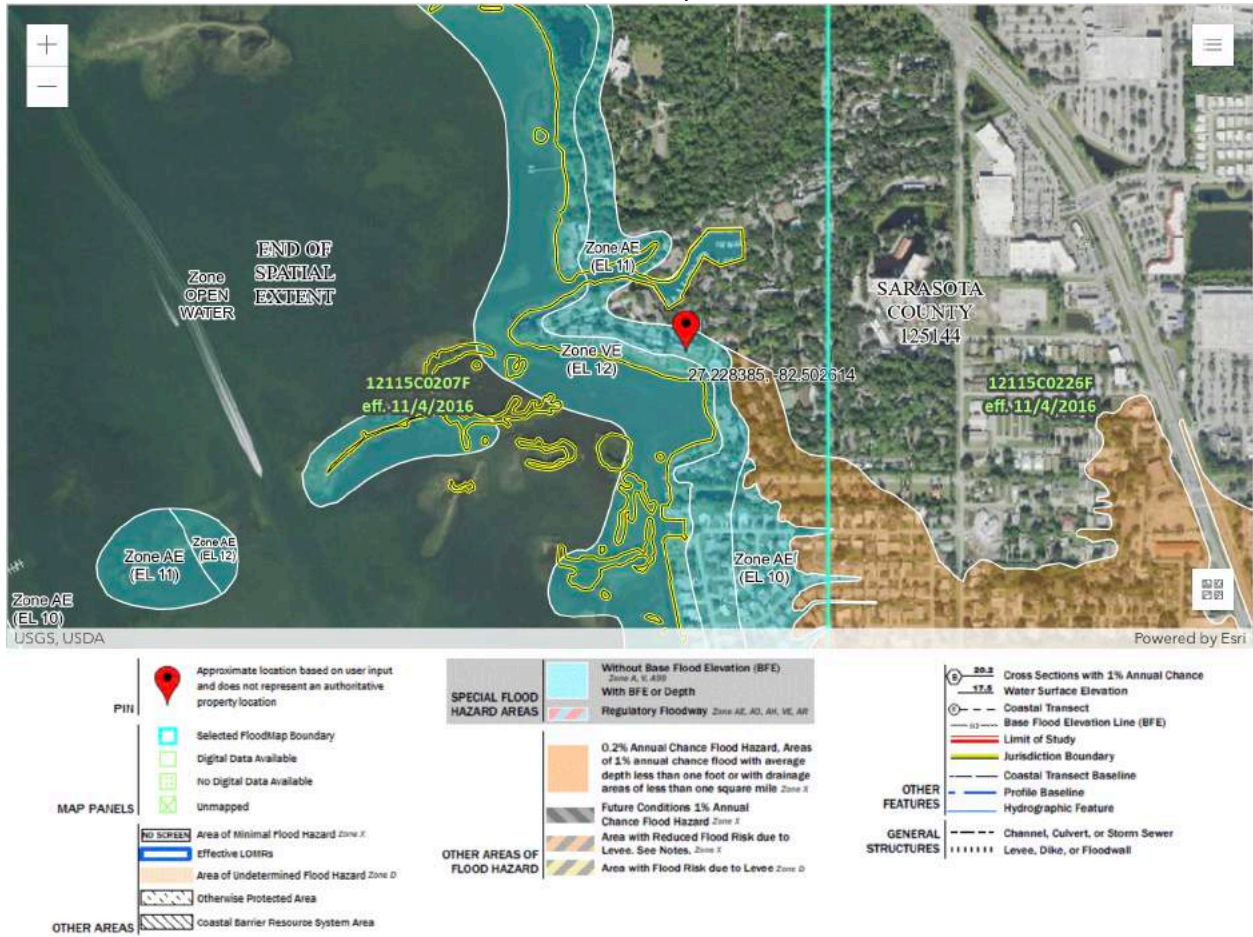 +
−
END OF
SPATIAL
EXTENT
Zone
OPEN
WATER
Zone AE
(EL 11)
SARASOTA
COUNTY
125144
Zone VE
(EL 12)
27.228385, -82.502614
12115C0207F
eff. 11/4/2016
12115C0226F
eff. 11/4/2016
Zone AE
(EL 11)
Zone AE
(EL 12)
Zone AE
(EL 10)
Zone AE
(EL 10)
USGS, USDA
Powered by Esri
PIN
Approximate location based on user input
and does not represent an authoritative
property location
MAP PANELS
Selected FloodMap Boundary
Digital Data Available
No Digital Data Available
Unmapped
OTHER AREAS
NO SCREEN Area of Minimal Flood Hazard Zone X
Effective LOMRs
Area of Undetermined Flood Hazard Zone D
Otherwise Protected Area
Coastal Barrier Resource System Area
SPECIAL FLOOD
HAZARD AREAS
Without Base Flood Elevation (BFE)
Zone A, V, A99
With BFE or Depth
Regulatory Floodway Zone AE, AO, AH, VE, AR
OTHER AREAS OF
FLOOD HAZARD
0.2% Annual Chance Flood Hazard, Areas
of 1% annual chance flood with average
depth less than one foot or with drainage
areas of less than one square mile Zone X
Future Conditions 1% Annual
Chance Flood Hazard Zone X
Area with Reduced Flood Risk due to
Levee. See Notes. Zone X
Area with Flood Risk due to Levee Zone D
OTHER
FEATURES
20.2 Cross Sections with 1% Annual Chance
17.5 Water Surface Elevation
Coastal Transect
Base Flood Elevation Line (BFE)
Limit of Study
Jurisdiction Boundary
Coastal Transect Baseline
Profile Baseline
Hydrographic Feature
GENERAL
STRUCTURES
Channel, Culvert, or Storm Sewer
Levee, Dike, or Floodwall